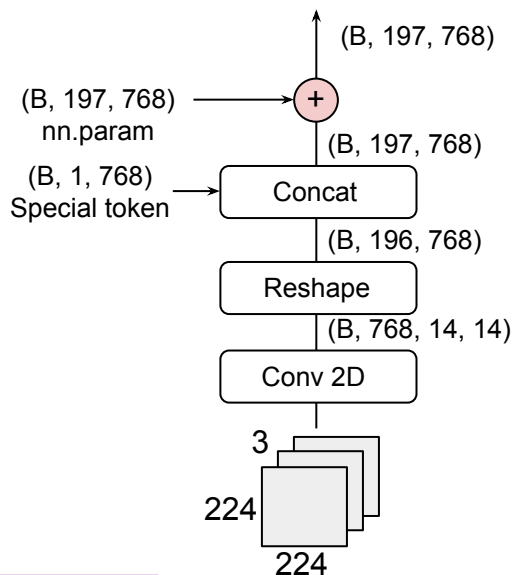 (B, 197, 768)
+
(B, 197, 768)
nn.param
(B, 197, 768)
(B, 1, 768)
Special token
Concat
(B, 196, 768)
Reshape
(B, 768, 14, 14)
Conv 2D
3
224
224